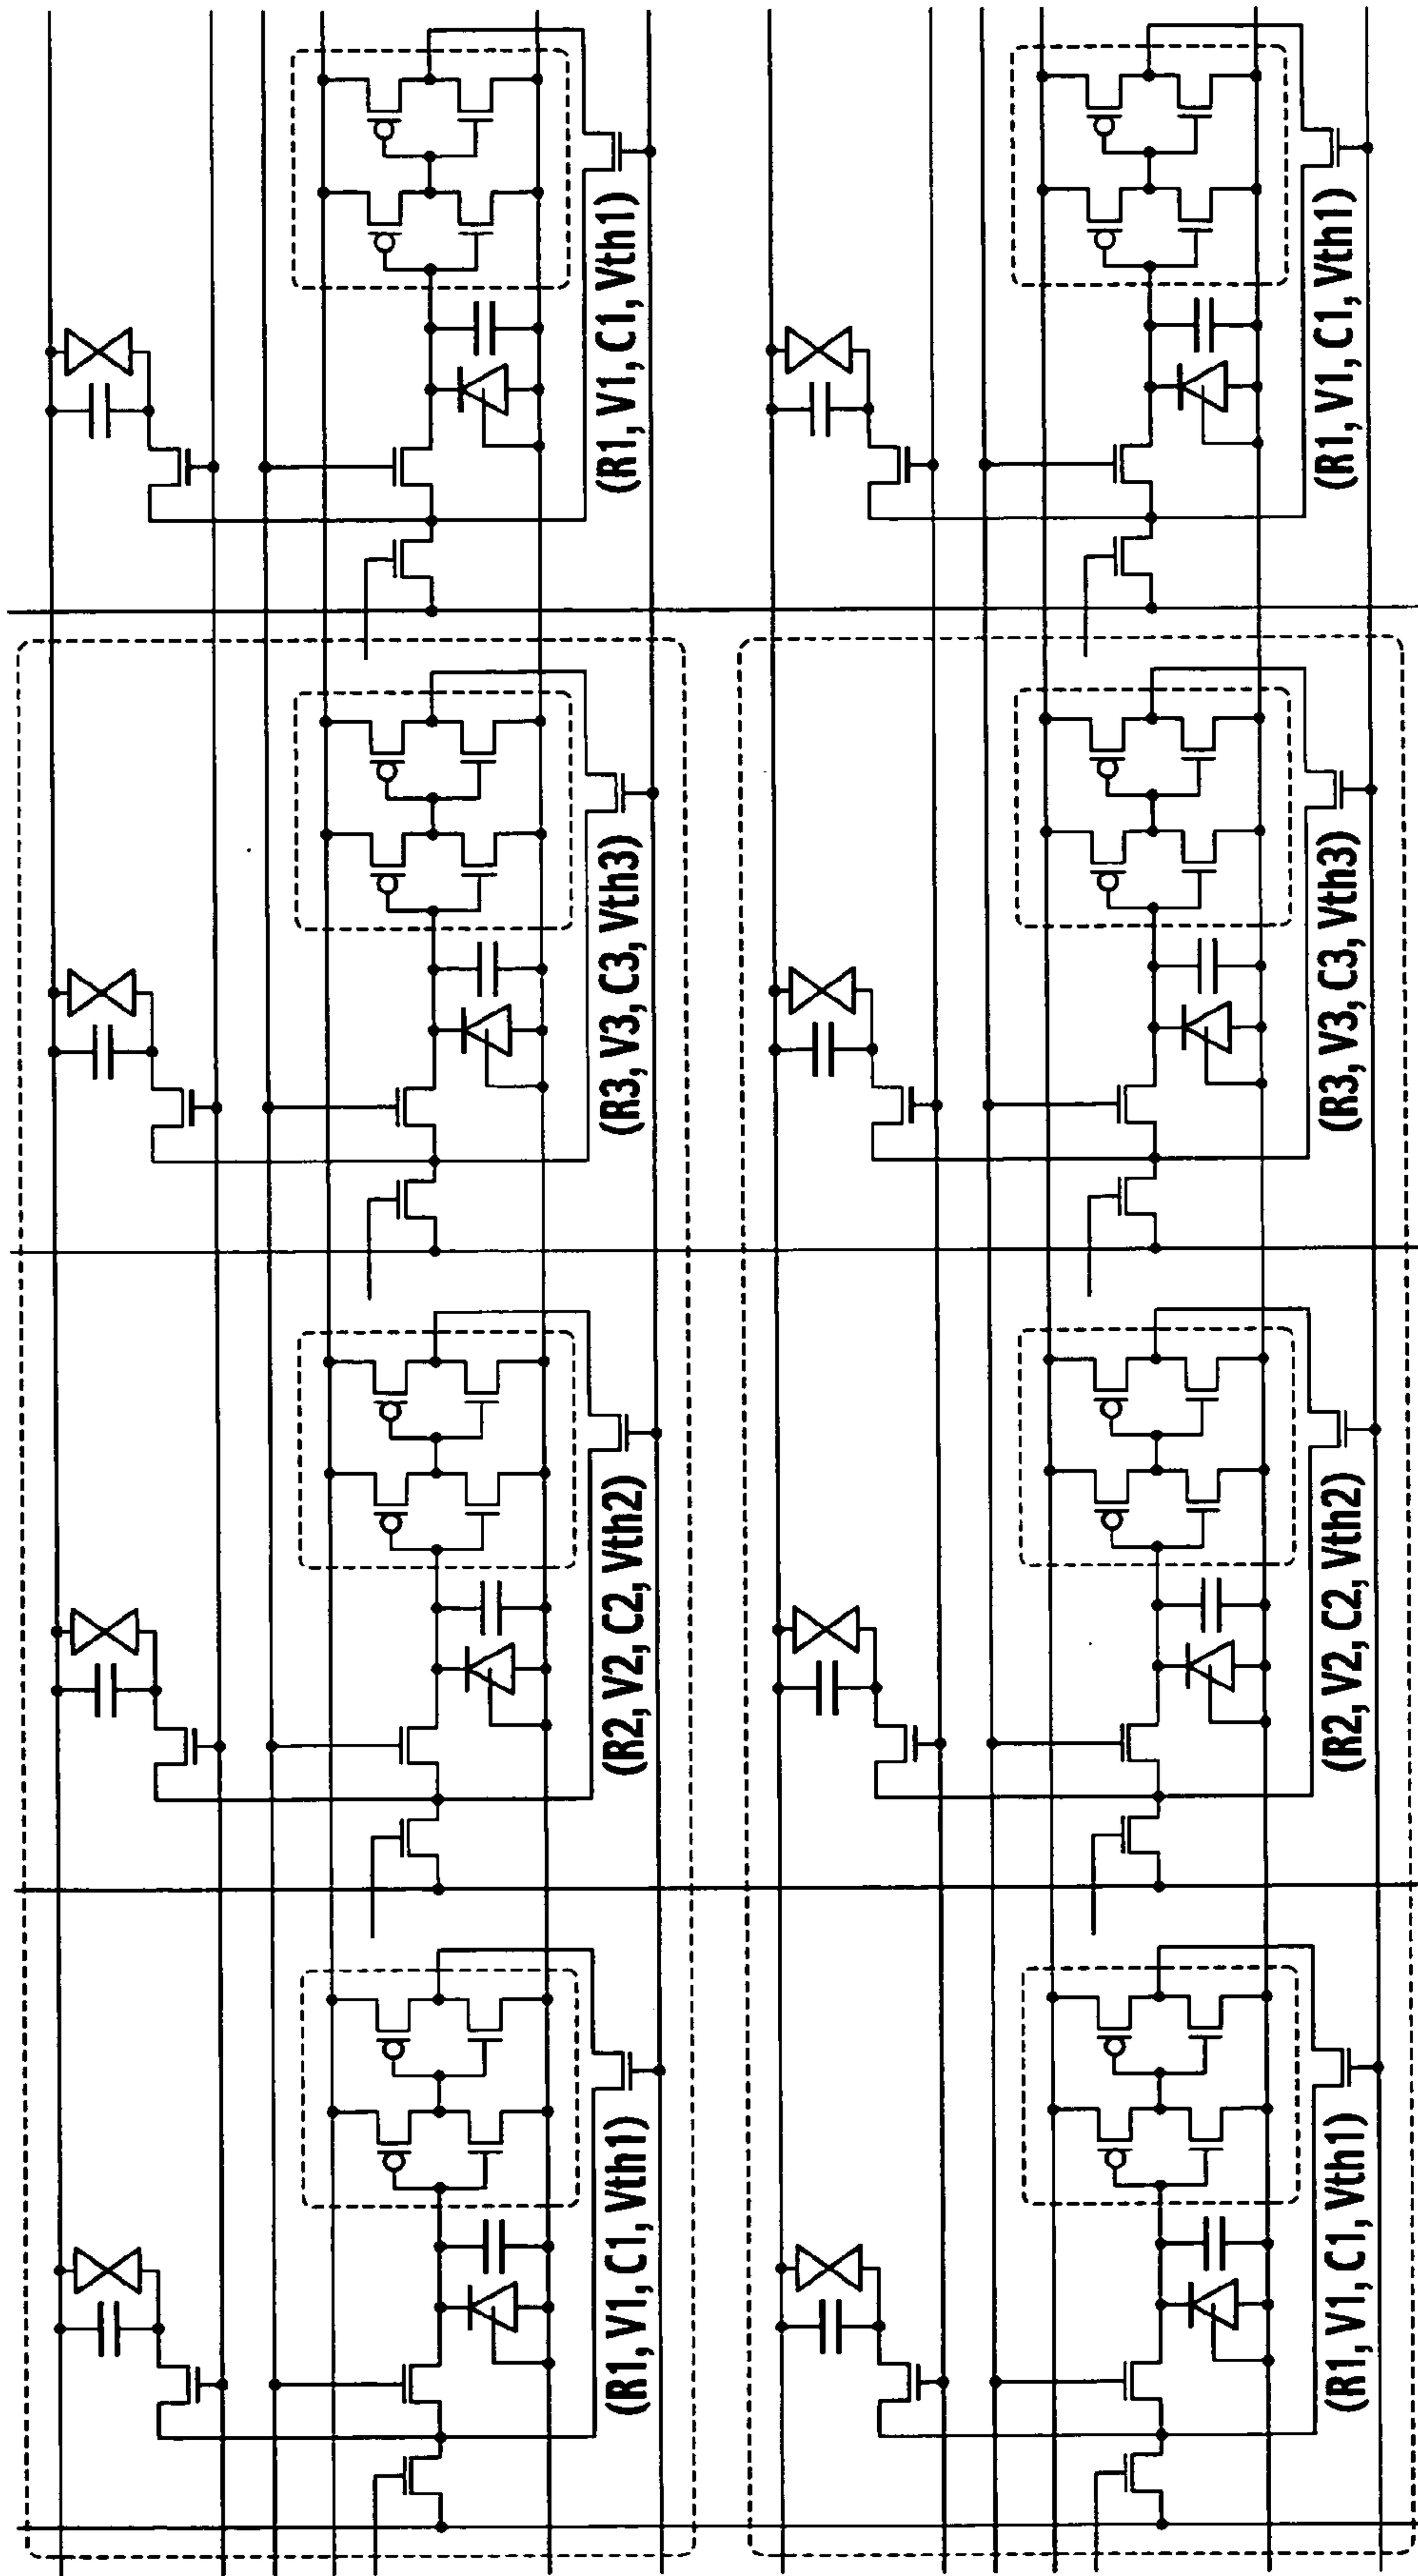 (R1, V1, C1, Vth1)
(R2, V2, C2, Vth2)
(R3, V3, C3, Vth3)
(R1, V1, C1, Vth1)
(R1, V1, C1, Vth1)
(R2, V2, C2, Vth2)
(R3, V3, C3, Vth3)
(R1, V1, C1, Vth1)